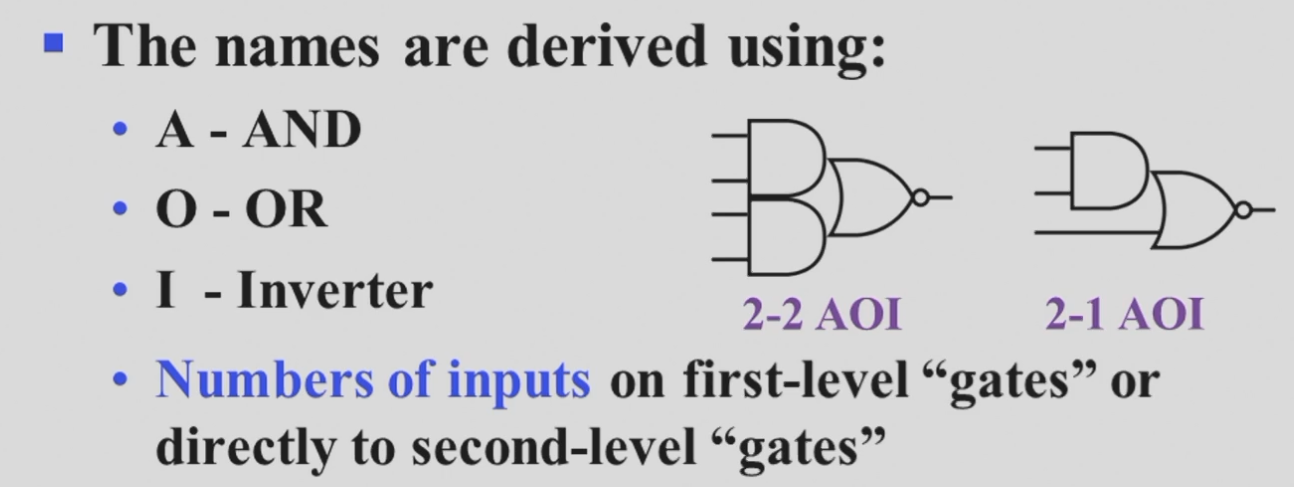 The names are derived using:
A - AND
O - OR
I - Inverter
2-2 AOI
2-1 AOI
Numbers of inputs on first-level “gates” or
directly to second-level “gates”